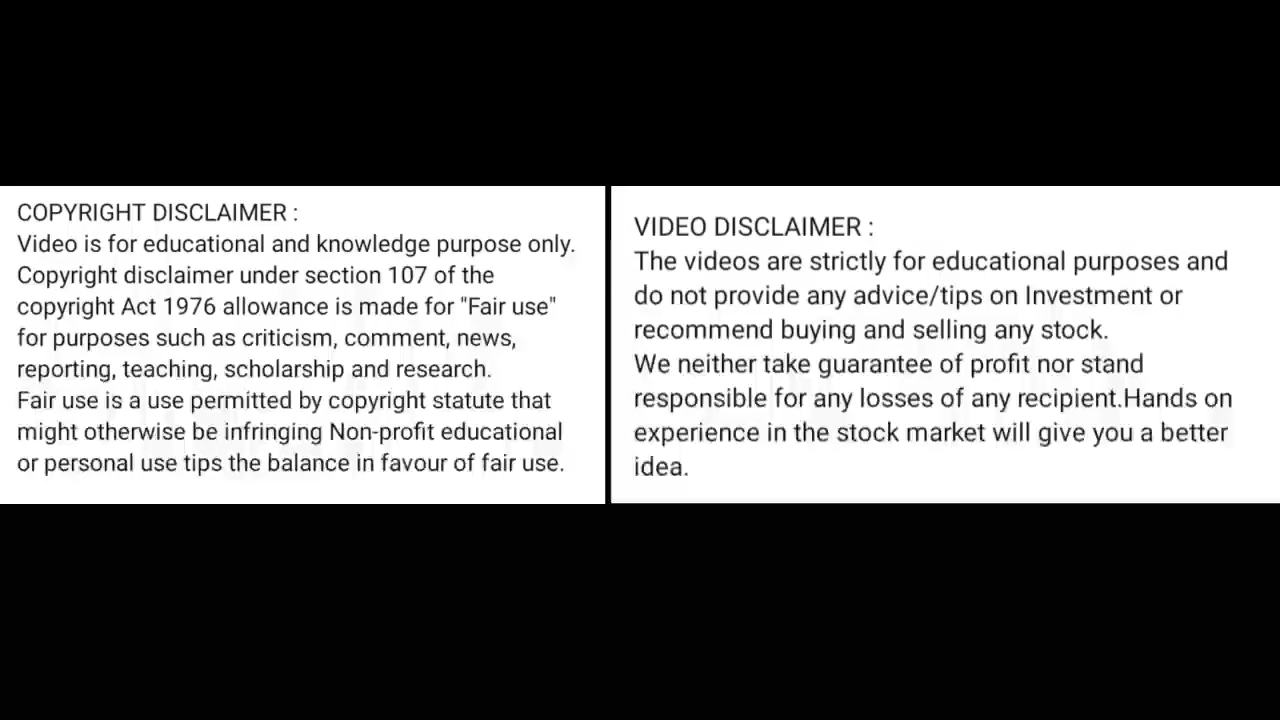 COPYRIGHT DISCLAIMER :
Video is for educational and knowledge purpose only.
Copyright disclaimer under section 107 of the
copyright Act 1976 allowance is made for "Fair use"
for purposes such as criticism, comment, news,
reporting, teaching, scholarship and research.
Fair use is a use permitted by copyright statute that
might otherwise be infringing Non-profit educational
or personal use tips the balance in favour of fair use.
VIDEO DISCLAIMER :
The videos are strictly for educational purposes and
do not provide any advice/tips on Investment or
recommend buying and selling any stock.
We neither take guarantee of profit nor stand
responsible for any losses of any recipient.Hands on
experience in the stock market will give you a better
idea.